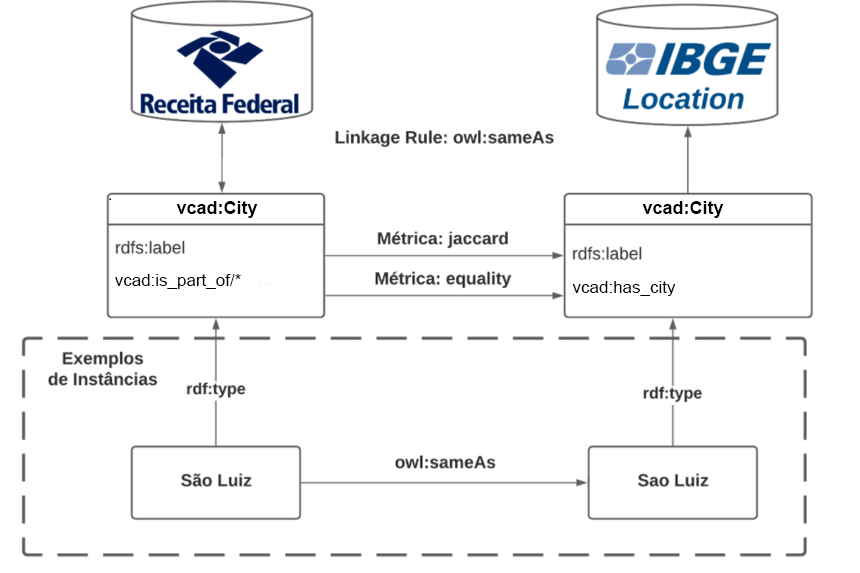 Receita Federal
IBGE
Location
Linkage Rule: owl:sameAs
vcad:City
rdfs:label
vcad:is_part_of/*
Métrica: jaccard
Métrica: equality
vcad:City
rdfs:label
vcad:has_city
Exemplos
de Instâncias
rdf:type
rdf:type
São Luiz
owl:sameAs
Sao Luiz